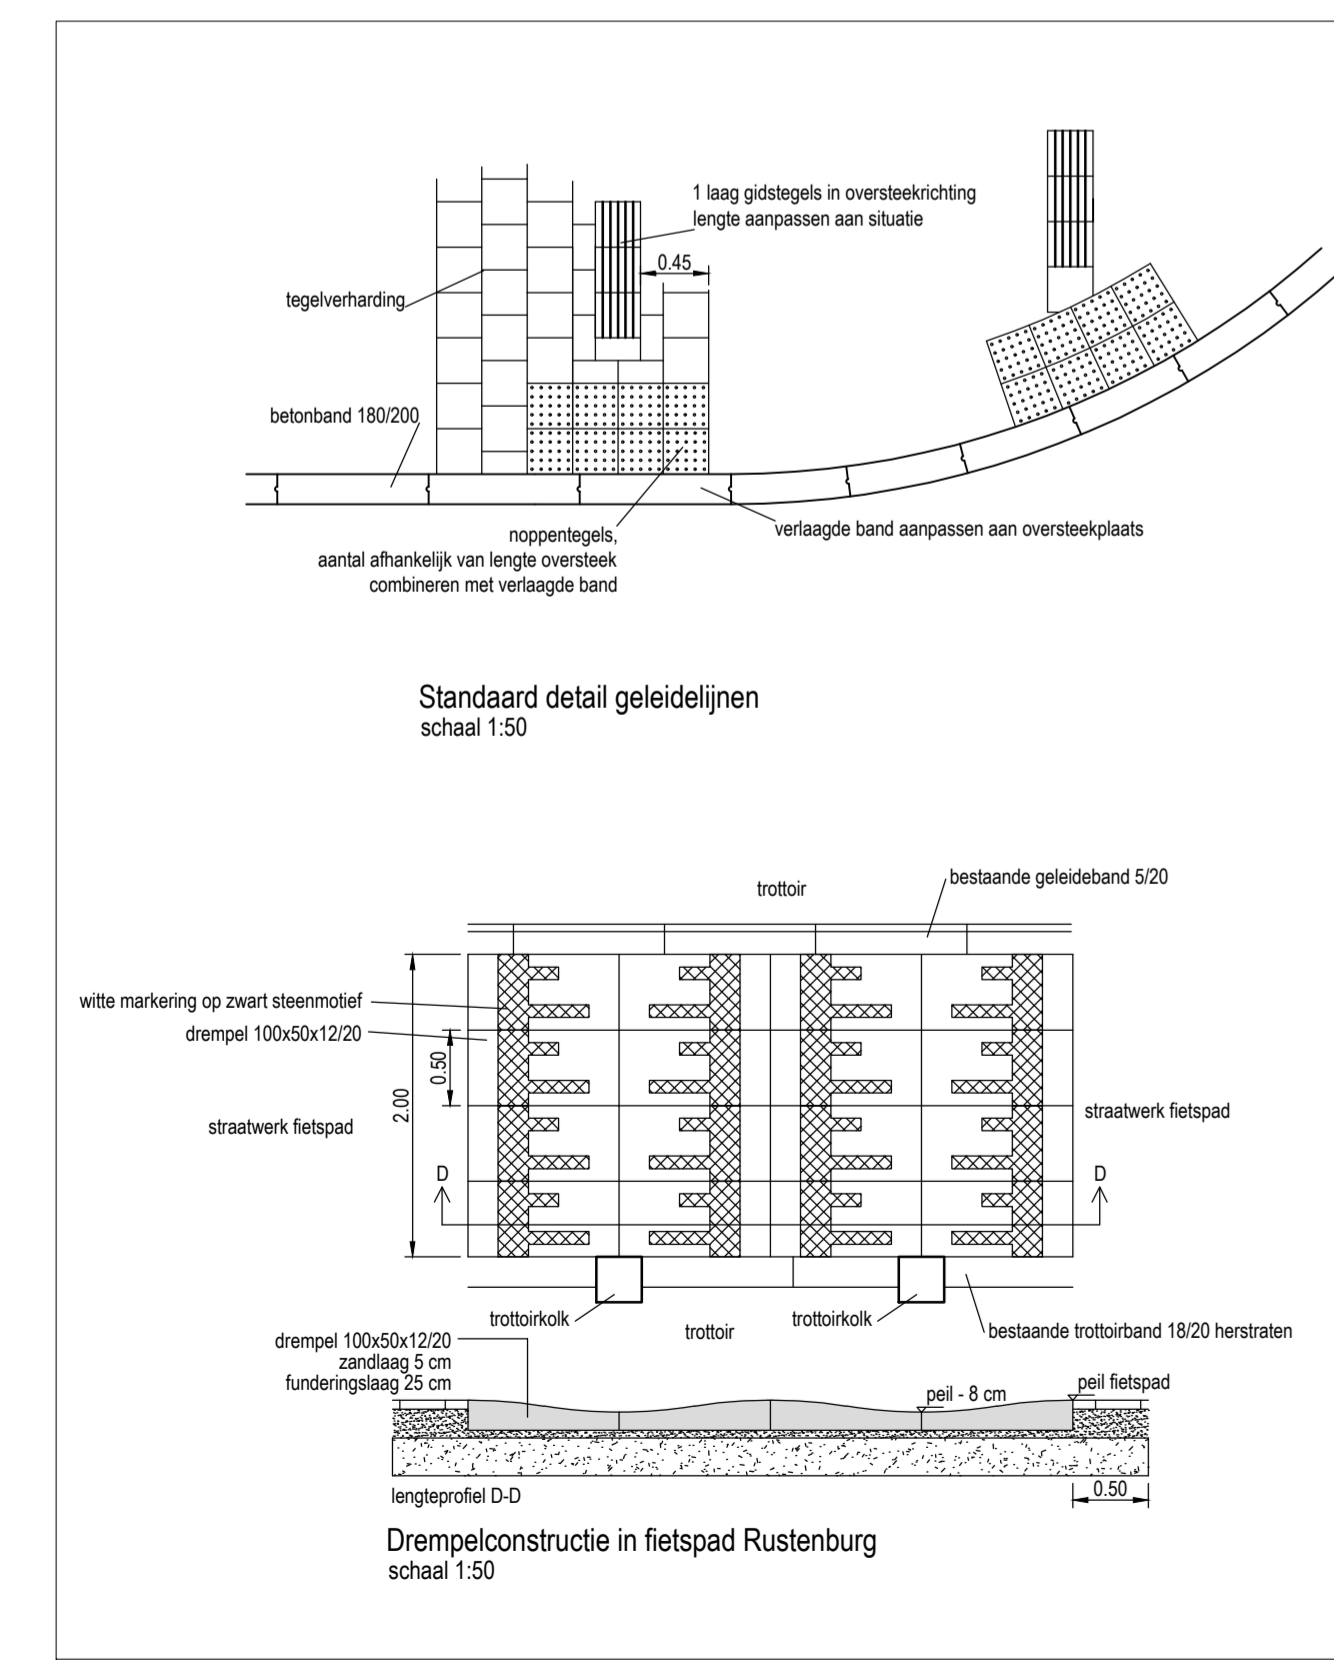 1 laag gidstegels in oversteekrichting
lengte aanpassen aan situatie
0.45
tegelverharding
betonband 180/200
noppentegels,
aantal afhankelijk van lengte oversteek
combineren met verlaagde band
verlaagde band aanpassen aan oversteekplaats
Standaard detail geleidelijnen
schaal 1:50
trottoir
bestaande geleideband 5/20
witte markering op zwart steenmotief
drempel 100x50x12/20
0.50
2.00
straatwerk fietspad
straatwerk fietspad
D
D
trottoirkolk
trottoir
trottoirkolk
bestaande trottoirband 18/20 herstraten
drempel 100x50x12/20
zandlaag 5 cm
funderingslaag 25 cm
peil - 8 cm
peil fietspad
lengteprofiel D-D
0.50
Drempelconstructie in fietspad Rustenburg
schaal 1:50